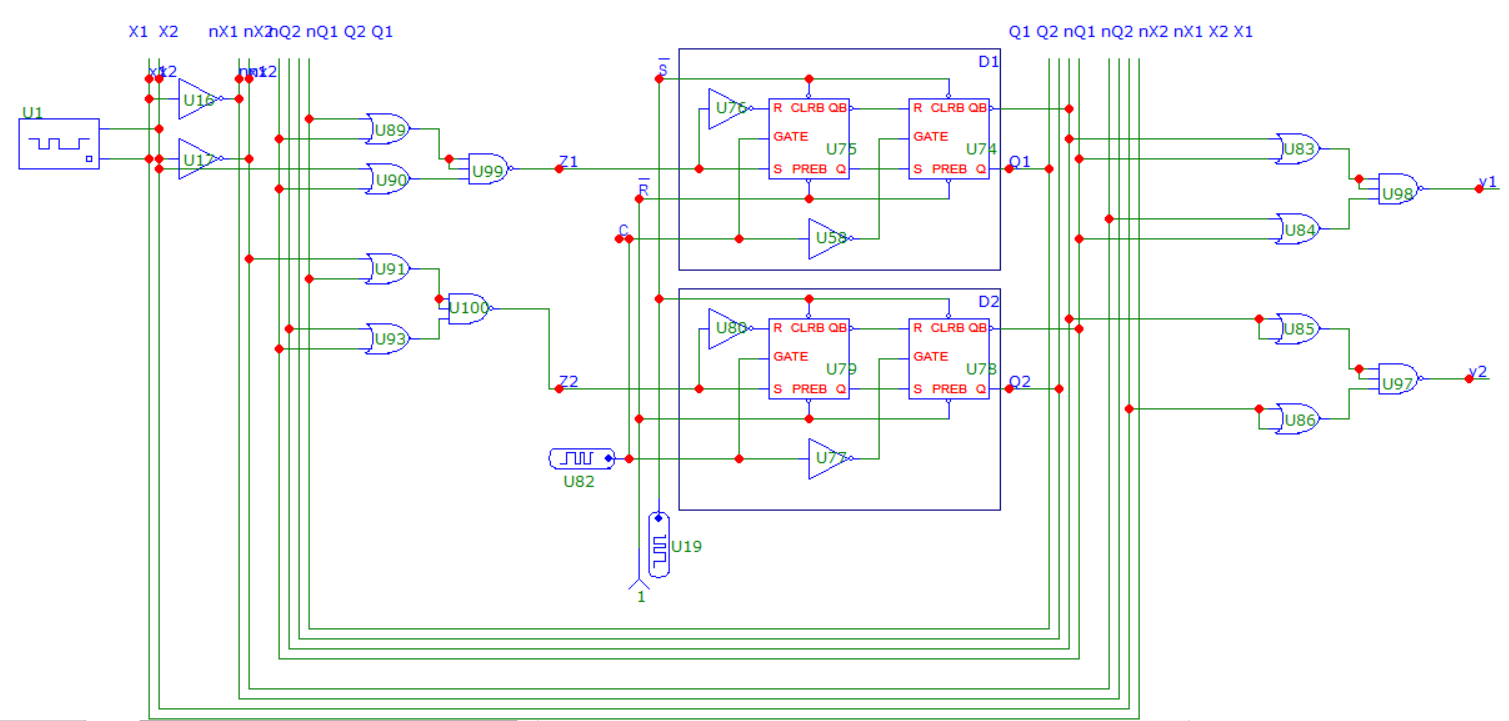 X1 X2 nX1 nX2 nQ2 nQ1 Q2 Q1
Q1 Q2 nQ1 nQ2 nX2 nX1 X2 X1
U1
U16
U17
U89
U90
U99
Z1
U91
U93
U100
Z2
S
R
C
D1
U76
R CLRB QB
GATE
U75
S PREB Q
R CLRB QB
GATE
U74
S PREB Q
Q1
U58
D2
U80
R CLRB QB
GATE
U79
S PREB Q
R CLRB QB
GATE
U78
S PREB Q
Q2
U77
U82
U19
1
U83
U84
U98
y1
U85
U86
U97
y2